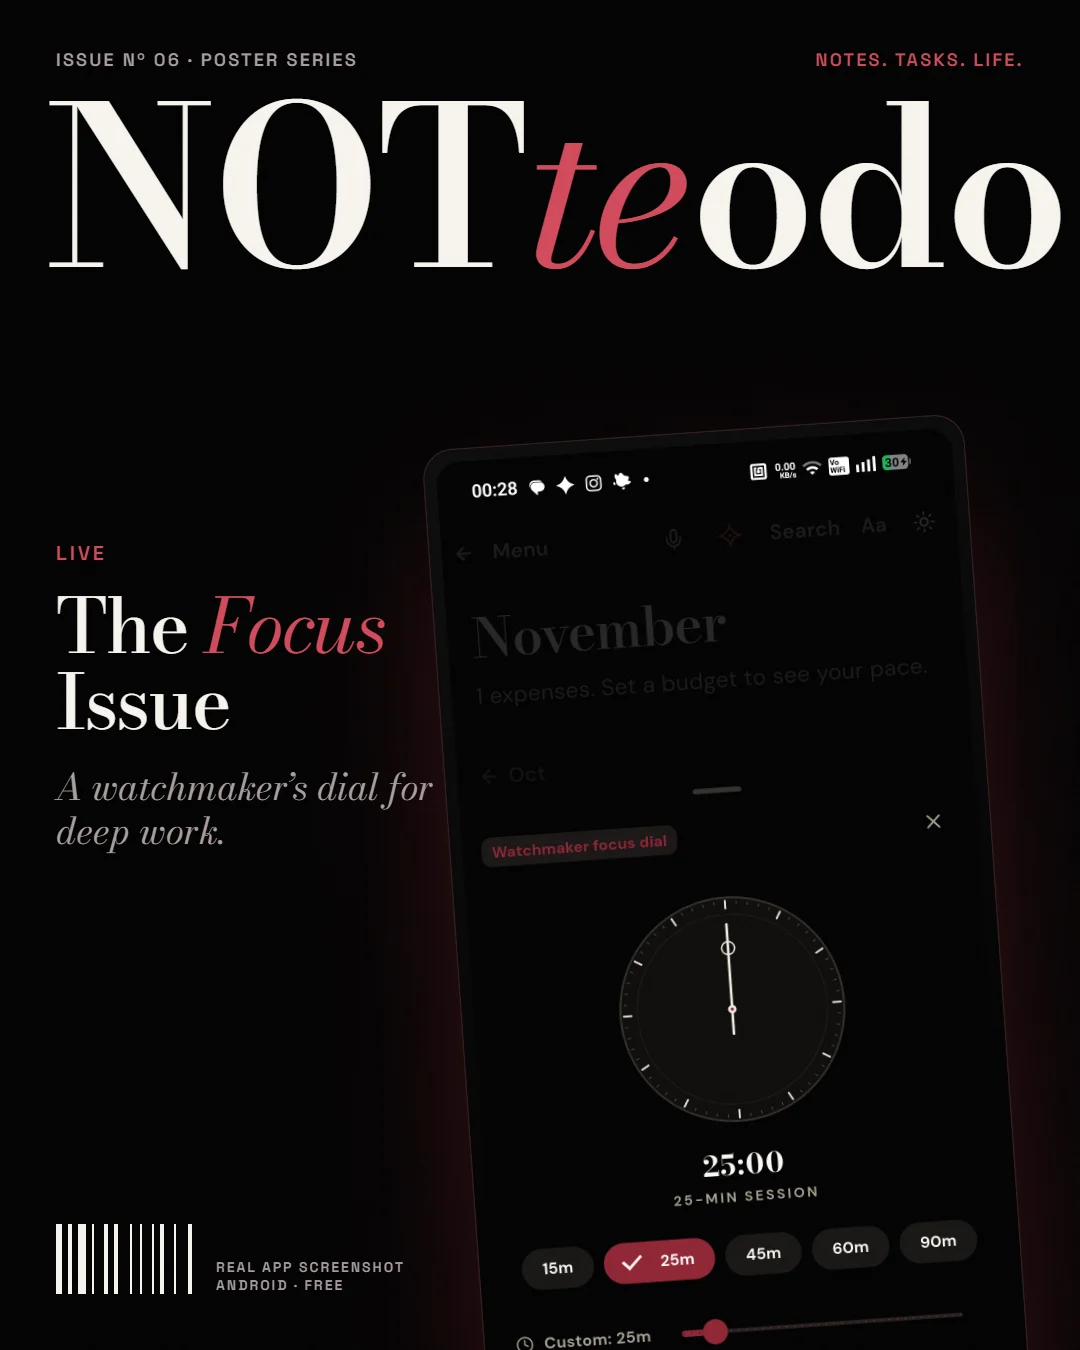 ISSUE Nº 06 · POSTER SERIES
NOTES. TASKS. LIFE.
NOTteodo
00:28
0.00 KB/s
Vo WiFi
30
Menu
Search
Aa
November
1 expenses. Set a budget to see your pace.
Oct
LIVE
The Focus
Issue
A watchmaker's dial for
deep work.
Watchmaker focus dial
25:00
25-MIN SESSION
15m
25m
45m
60m
90m
Custom: 25m
REAL APP SCREENSHOT
ANDROID · FREE